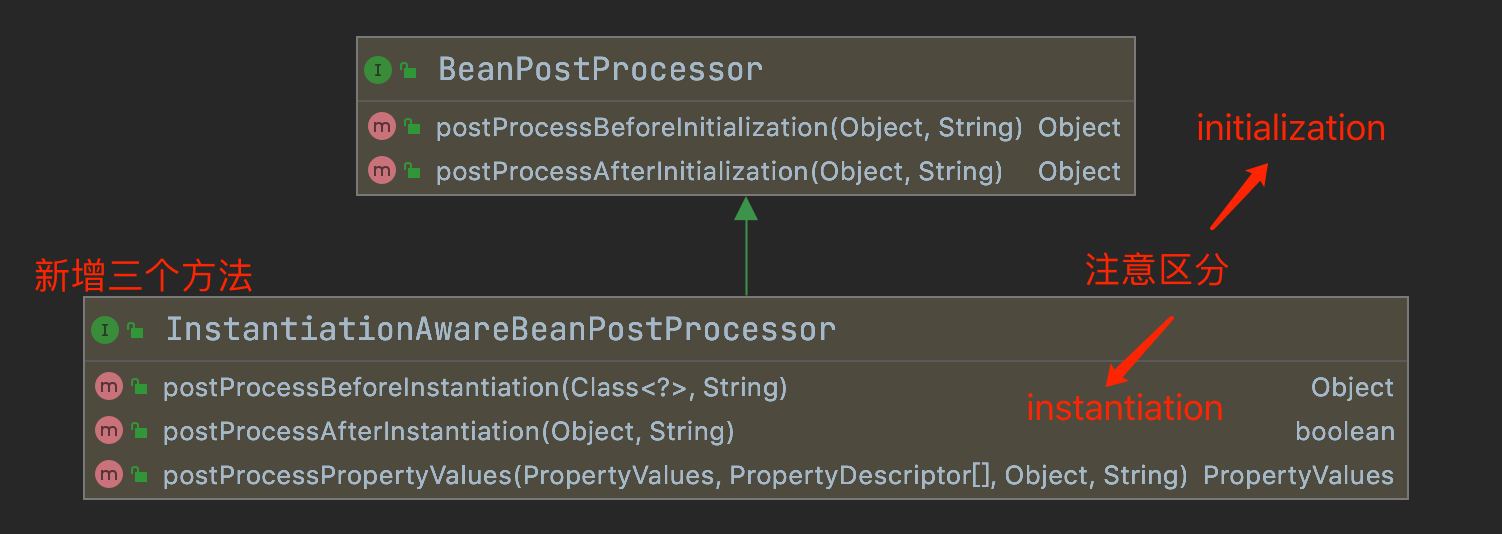 BeanPostProcessor
postProcessBeforeInitialization(Object, String) Object
postProcessAfterInitialization(Object, String) Object
initialization
注意区分
新增三个方法
InstantiationAwareBeanPostProcessor
postProcessBeforeInstantiation(Class<?>, String) Object
instantiation
postProcessAfterInstantiation(Object, String) boolean
postProcessPropertyValues(PropertyValues, PropertyDescriptor[], Object, String) PropertyValues